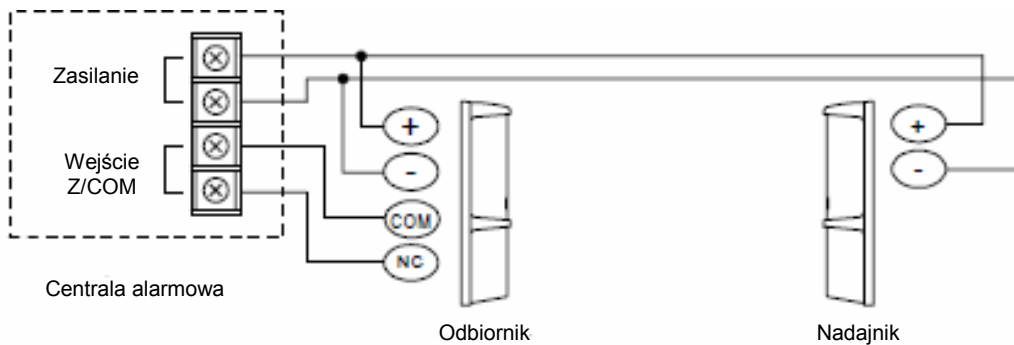 Zasilanie
Wejście
Z/COM
Centrala alarmowa
+
-
COM
NC
Odbiornik
+
-
Nadajnik